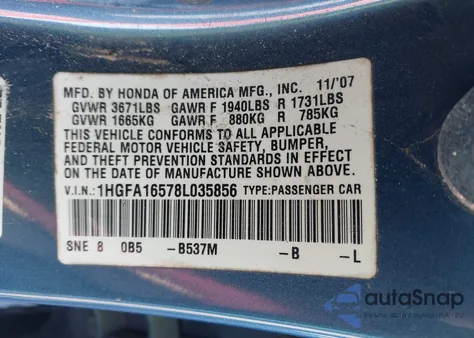 MFD. BY HONDA OF AMERICA MFG., INC. 11/'07
GVWR 3671LBS GAWR F 1940LBS R 1731LBS
GVWR 1665KG GAWR F 880KG R 785KG
THIS VEHICLE CONFORMS TO ALL APPLICABLE
FEDERAL MOTOR VEHICLE SAFETY, BUMPER,
AND THEFT PREVENTION STANDARDS IN EFFECT
ON THE DATE OF MANUFACTURE SHOWN ABOVE.
V.I.N.: 1HGFA16578L035856 TYPE:PASSENGER CAR
SNE 8 0B5 -B537M -B -L
autoSnap